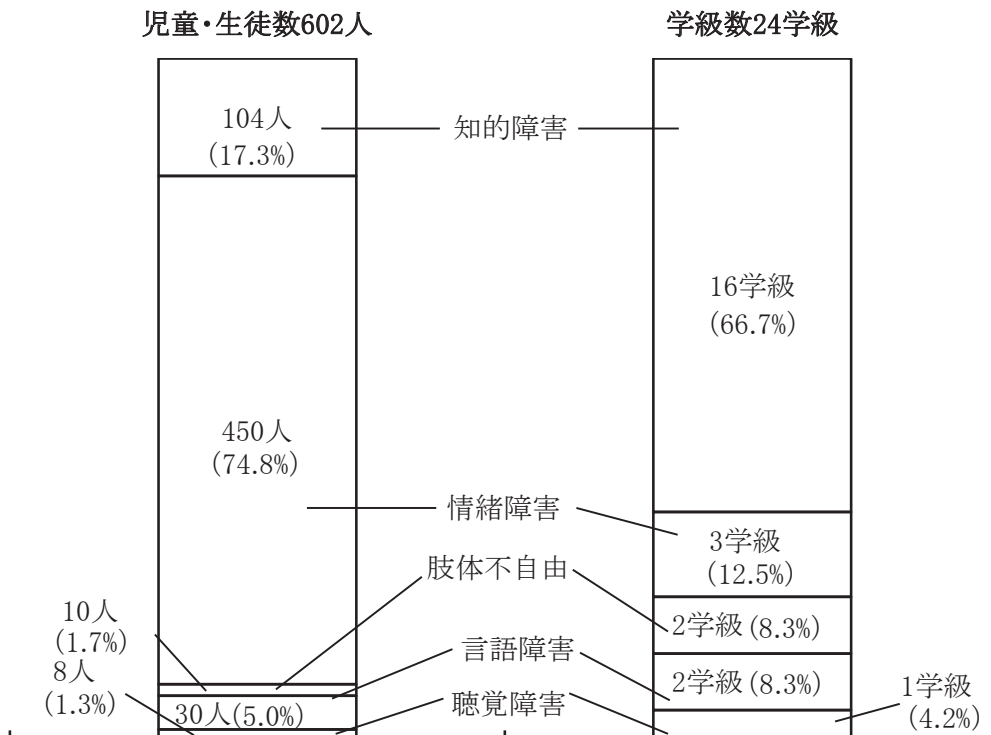 児童・生徒数602人
学級数24学級
104人
(17.3%)
知的障害
16学級
(66.7%)
450人
(74.8%)
情緒障害
3学級
(12.5%)
肢体不自由
10人
(1.7%)
2学級(8.3%)
言語障害
8人
(1.3%)
2学級(8.3%)
1学級
(4.2%)
聴覚障害
30人(5.0%)